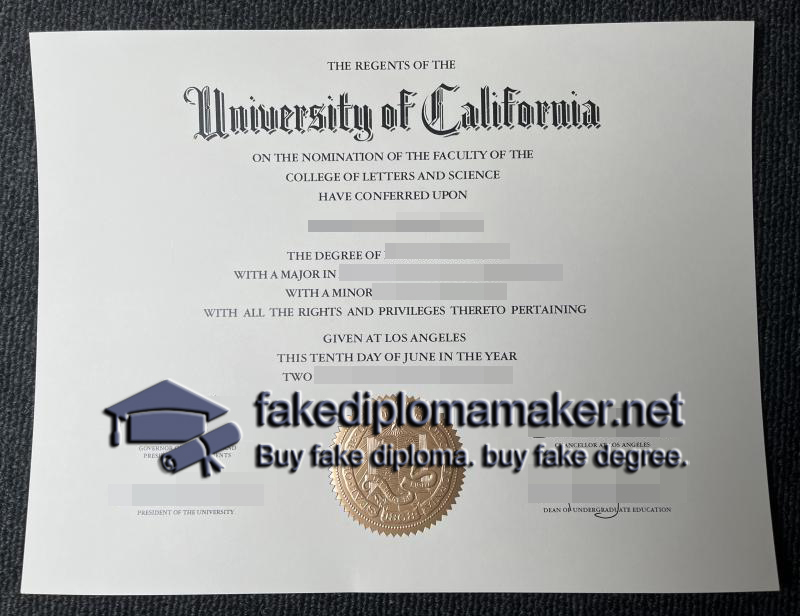 THE REGENTS OF THE
University of California
ON THE NOMINATION OF THE FACULTY OF THE
COLLEGE OF LETTERS AND SCIENCE
HAVE CONFERRED UPON
THE DEGREE OF
WITH A MAJOR IN
WITH A MINOR
WITH ALL THE RIGHTS AND PRIVILEGES THERETO PERTAINING
GIVEN AT LOS ANGELES
THIS TENTH DAY OF JUNE IN THE YEAR
TWO
fakediplomamaker.net
Buy fake diploma. buy fake degree.
CHANCELLOR AT LOS ANGELES
PRESIDENT OF THE UNIVERSITY
DEAN OF UNDERGRADUATE EDUCATION